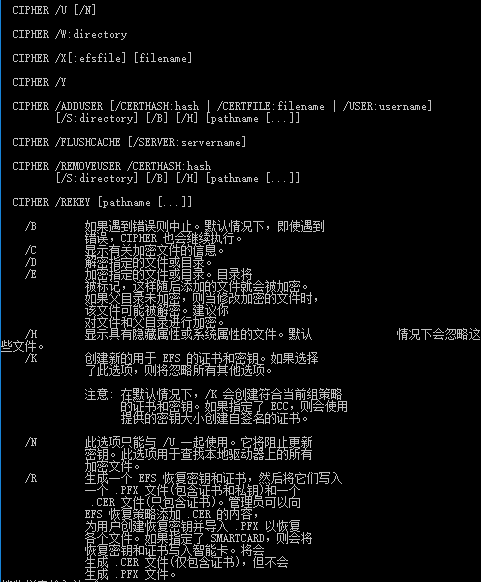 CIPHER /U [/N]
CIPHER /W:directory
CIPHER /X[:efsfile] [filename]
CIPHER /Y
CIPHER /ADDUSER [/CERTHASH:hash | /CERTFILE:filename | /USER:username]
[/S:directory] [/B] [/H] [pathname [...]]
CIPHER /FLUSHCACHE [/SERVER:servername]
CIPHER /REMOVEUSER /CERTHASH:hash
[/S:directory] [/B] [/H] [pathname [...]]
CIPHER /REKEY [pathname [...]]
/B 如果遇到错误则中止。默认情况下，即使遇到
错误，CIPHER 也会继续执行。
/C 显示有关加密文件的信息。
/D 解密指定的文件或目录。
/E 加密指定的文件或目录。目录将
被标记，这样随后添加的文件就会被加密。
如果父目录未加密，则当修改加密的文件时，
该文件可能被解密。建议你
对文件和父目录进行加密。
/H 显示具有隐藏属性或系统属性的文件。默认 情况下会忽略这
些文件。
/K 创建新的用于 EFS 的证书和密钥。如果选择
了此选项，则将忽略所有其他选项。
注意: 在默认情况下，/K 会创建符合当前组策略
的证书和密钥。如果指定了 ECC，则会使用
提供的密钥大小创建自签名的证书。
/N 此选项只能与 /U 一起使用。它将阻止更新
密钥。此选项用于查找本地驱动器上的所有
加密文件。
/R 生成一个 EFS 恢复密钥和证书，然后将它们写入
一个 .PFX 文件(包含证书和私钥)和一个
.CER 文件(只包含证书)。管理员可以向
EFS 恢复策略添加 .CER 的内容，
为用户创建恢复密钥并导入 .PFX 以恢复
各个文件。如果指定了 SMARTCARD，则会将
恢复密钥和证书写入智能卡。将会
生成 .CER 文件(仅包含证书)，但不会
生成 .PFX 文件。